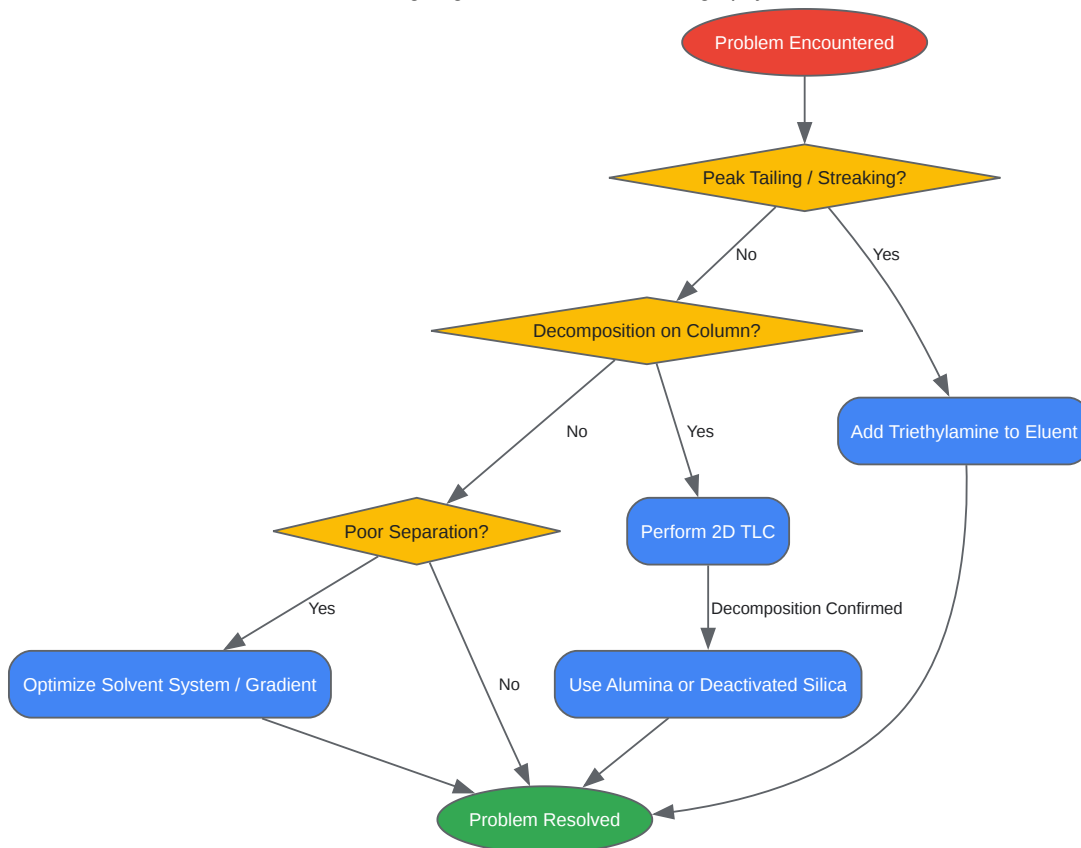 Problem Encountered
Peak Tailing / Streaking?
No
Yes
Decomposition on Column?
Add Triethylamine to Eluent
No
Yes
Poor Separation?
Perform 2D TLC
Yes
Decomposition Confirmed
Optimize Solvent System / Gradient
No
Use Alumina or Deactivated Silica
Problem Resolved